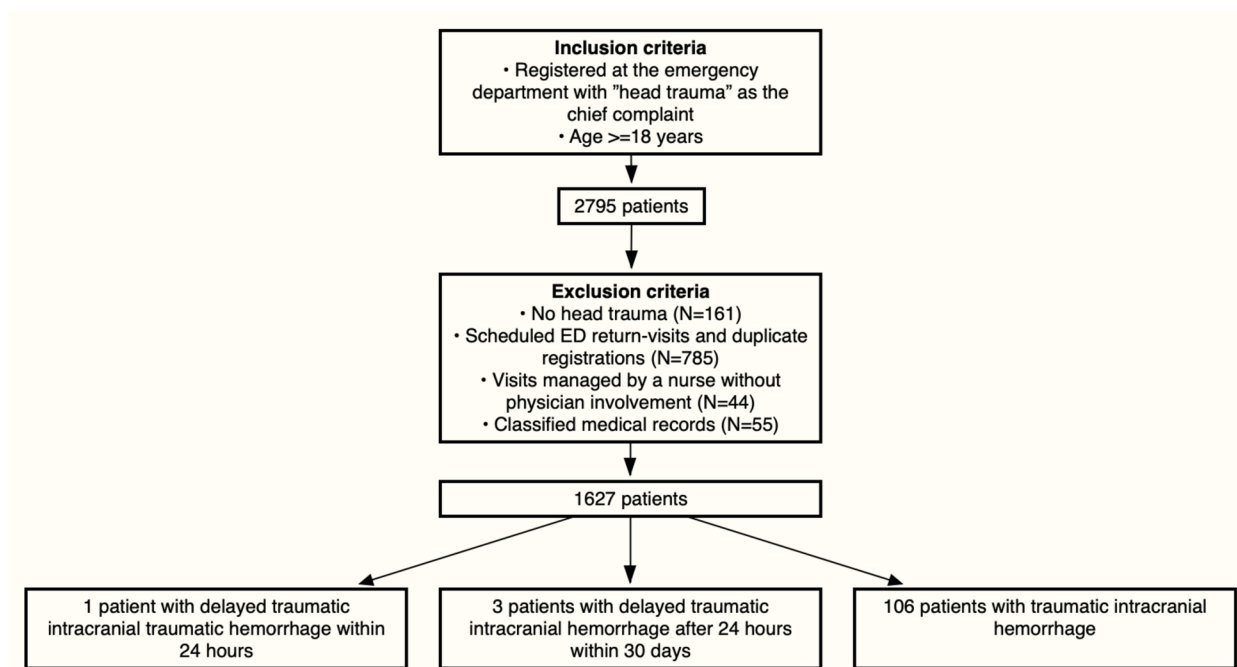 Inclusion criteria
• Registered at the emergency
department with ”head trauma” as the
chief complaint
• Age >=18 years
2795 patients
Exclusion criteria
• No head trauma (N=161)
• Scheduled ED return-visits and duplicate
registrations (N=785)
• Visits managed by a nurse without
physician involvement (N=44)
• Classified medical records (N=55)
1627 patients
1 patient with delayed traumatic
intracranial traumatic hemorrhage within
24 hours
3 patients with delayed traumatic
intracranial hemorrhage after 24 hours
within 30 days
106 patients with traumatic intracranial
hemorrhage